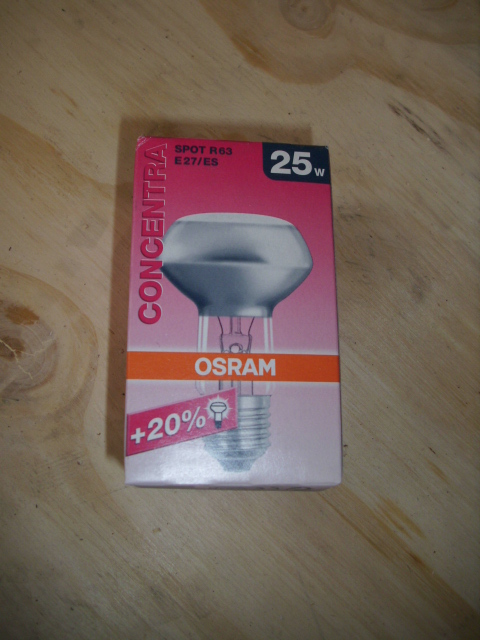 SPOT R63
E27/ES
25W
CONCENTRA
OSRAM
+20%